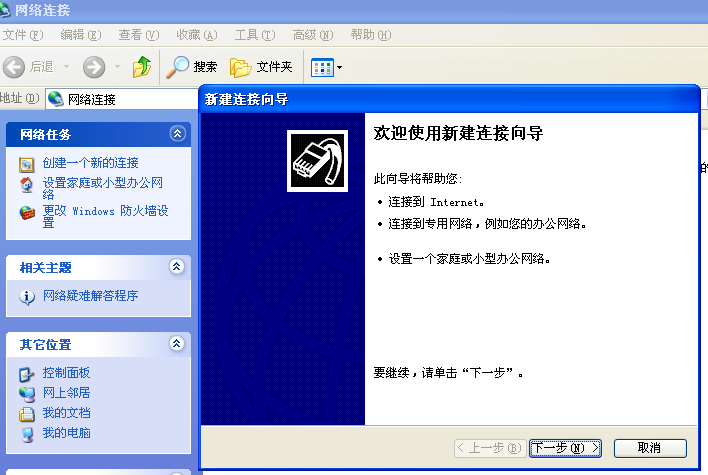 网络连接
文件(F) 编辑(E) 查看(V) 收藏(A) 工具(T) 高级(N) 帮助(H)
后退 搜索 文件夹
地址(D) 网络连接
网络任务
创建一个新的连接
设置家庭或小型办公网
络
更改 Windows 防火墙设
置
相关主题
网络疑难解答程序
其它位置
控制面板
网上邻居
我的文档
我的电脑
新建连接向导
欢迎使用新建连接向导
此向导将帮助您:
• 连接到 Internet。
• 连接到专用网络，例如您的办公网络。
• 设置一个家庭或小型办公网络。
要继续，请单击“下一步”。
< 上一步(B) 下一步(N) > 取消
的